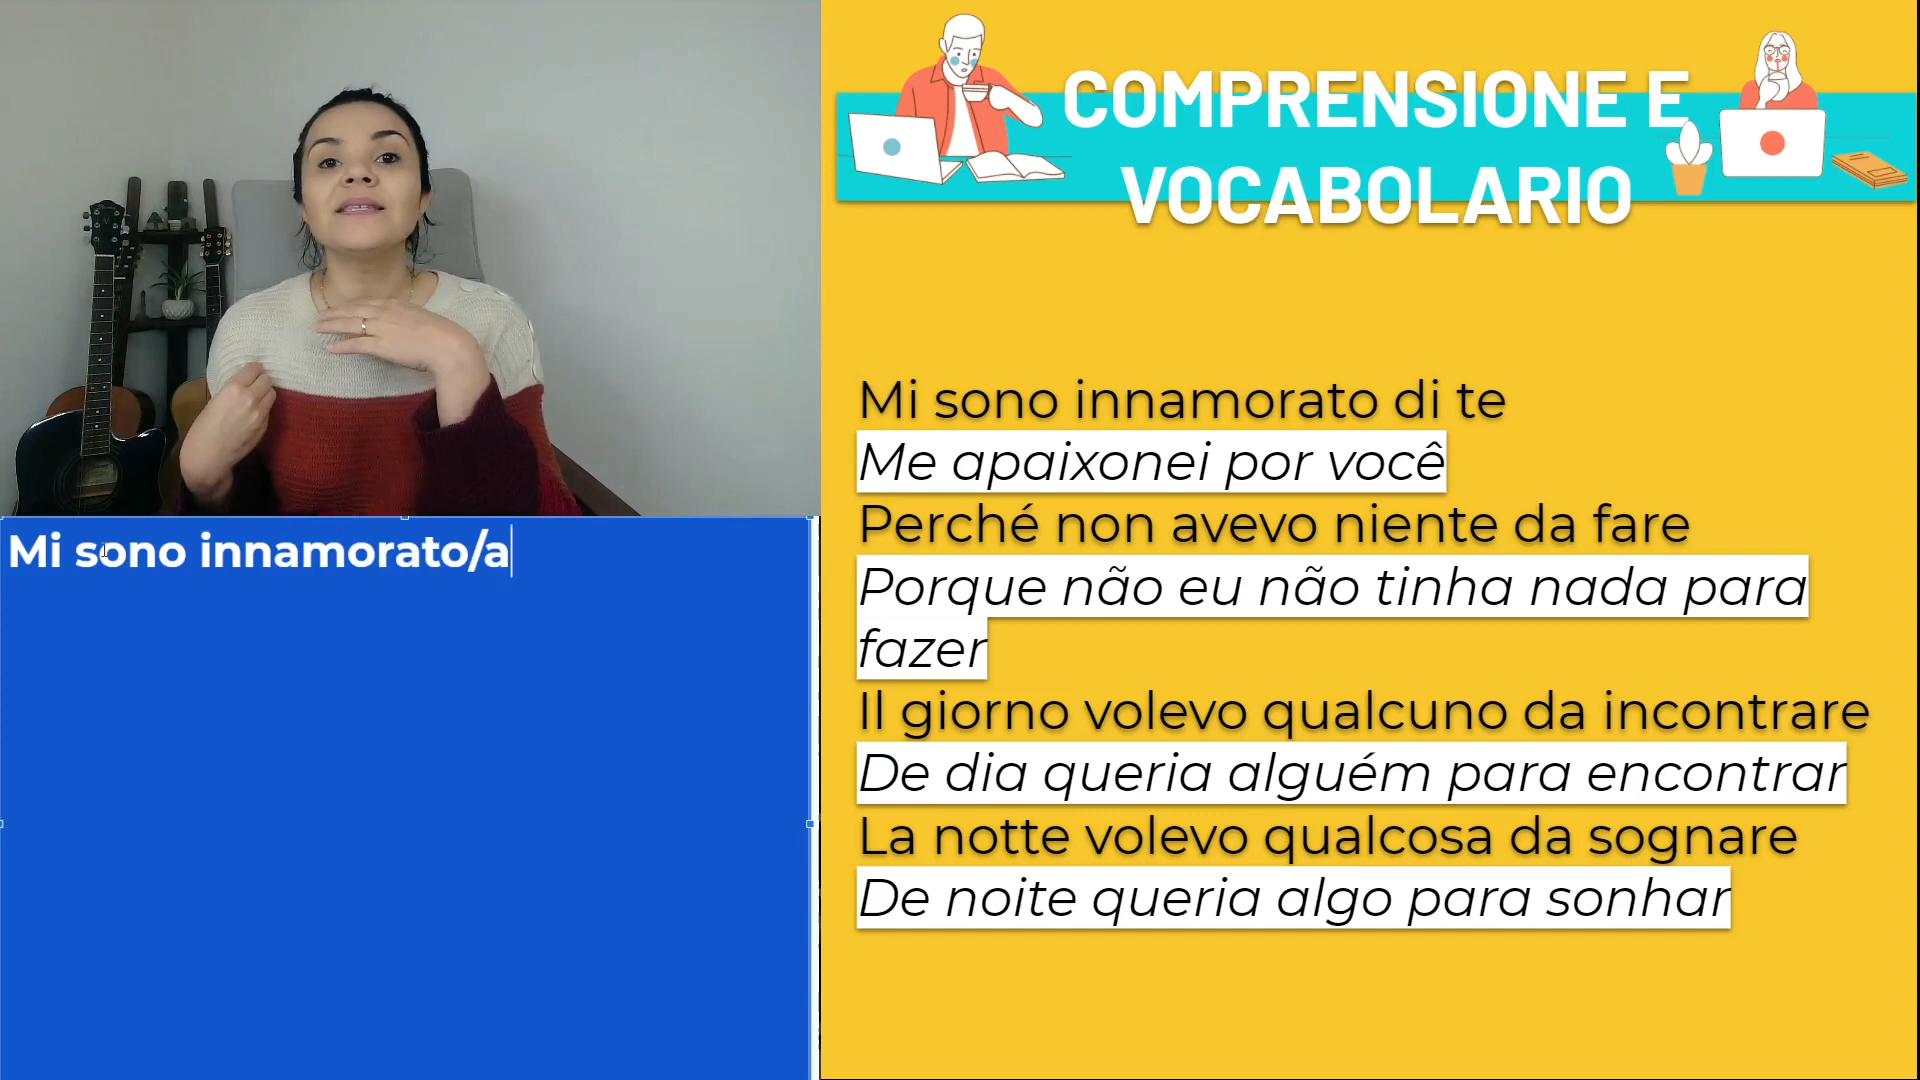 COMPRENSIONE E
VOCABOLARIO
Mi sono innamorato di te
Me apaixonei por você
Perché non avevo niente da fare
Porque não eu não tinha nada para
fazer
Il giorno volevo qualcuno da incontrare
De dia queria alguém para encontrar
La notte volevo qualcosa da sognare
De noite queria algo para sonhar
Mi sono innamorato/a